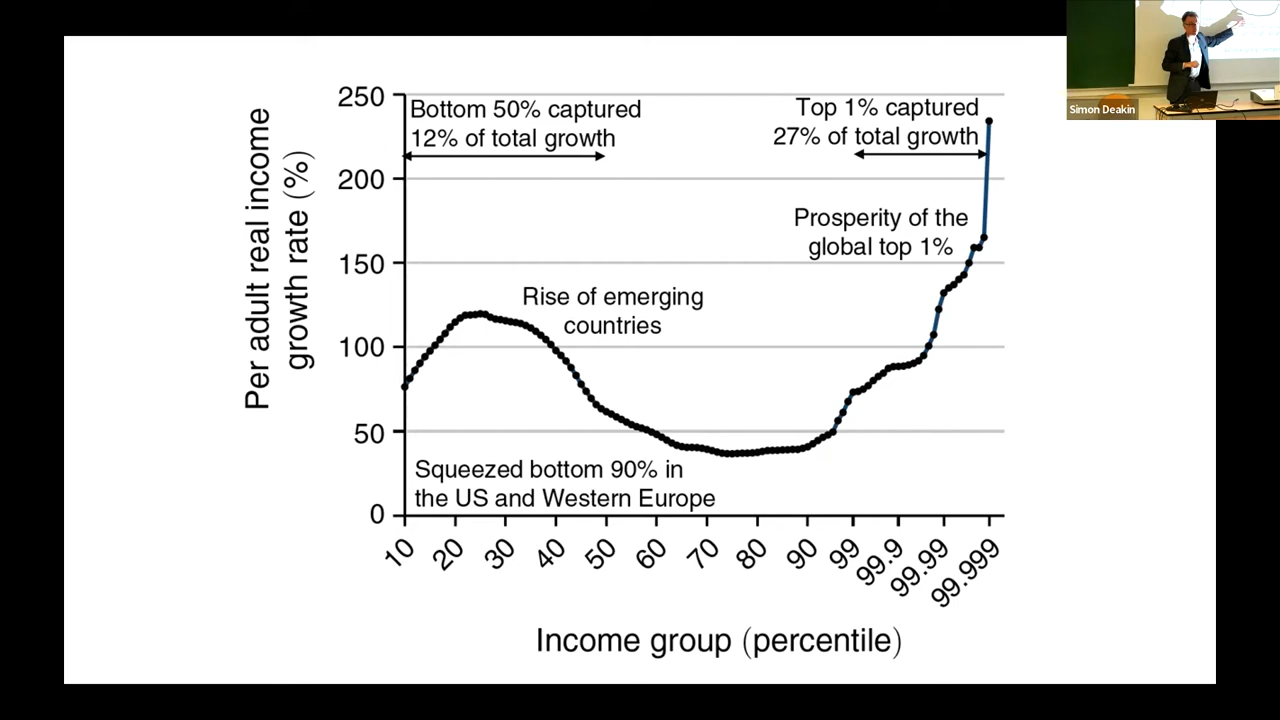 Simon Deakin
Per adult real income
growth rate (%)
250
200
150
100
50
0
Bottom 50% captured
12% of total growth
Top 1% captured
27% of total growth
Prosperity of the
global top 1%
Rise of emerging
countries
Squeezed bottom 90% in
the US and Western Europe
10
20
30
40
50
60
70
80
90
99
99.9
99.99
99.999
Income group (percentile)